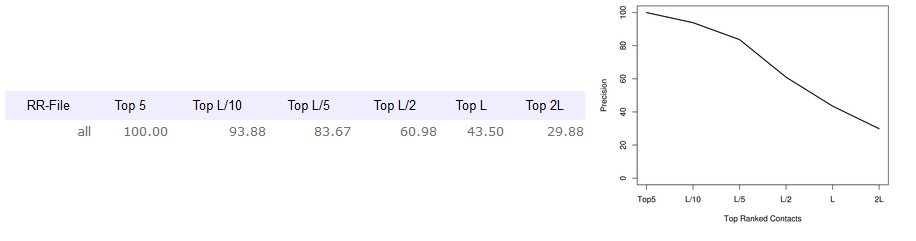 RR-File Top 5 Top L/10 Top L/5 Top L/2 Top L Top 2L
all 100.00 93.88 83.67 60.98 43.50 29.88
Precision
100
80
60
40
20
0
Top5 L/10 L/5 L/2 L 2L
Top Ranked Contacts